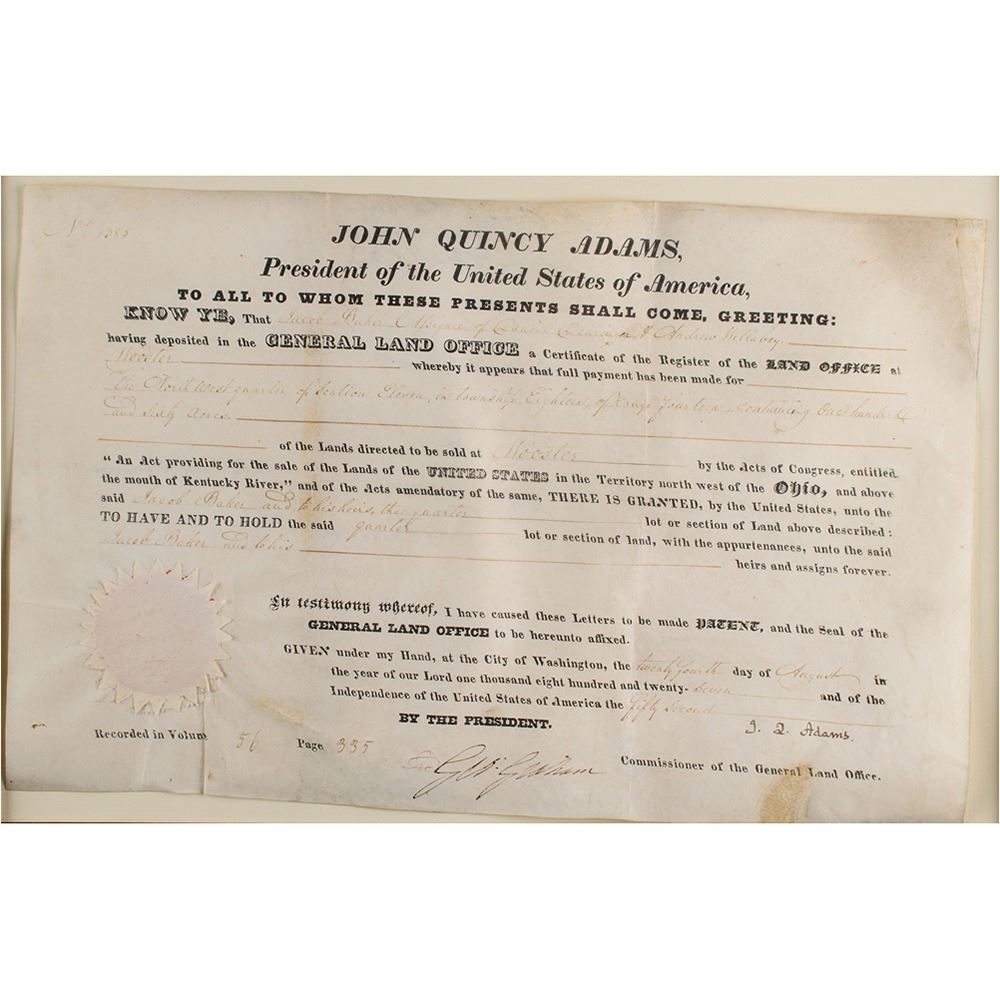 No 1383
JOHN QUINCY ADAMS,
President of the United States of America,
TO ALL TO WHOM THESE PRESENTS SHALL COME, GREETING:
KNOW YE, That Jacob Baker Assignee of Andrew Willabey
having deposited in the GENERAL LAND OFFICE a Certificate of the Register of the LAND OFFICE at
Wooster whereby it appears that full payment has been made for
The North west quarter of Section Eleven, in township Eighteen, of Range fourteen, containing One hundred
and Sixty Acres.
of the Lands directed to be sold at Wooster by the Acts of Congress, entitled
"An Act providing for the sale of the Lands of the UNITED STATES in the Territory north west of the Ohio, and above
the mouth of Kentucky River," and of the Acts amendatory of the same, THERE IS GRANTED, by the United States, unto the
said Jacob Baker and to his heirs, the quarter lot or section of Land above described:
TO HAVE AND TO HOLD the said quarter lot or section of land, with the appurtenances, unto the said
Jacob Baker and to his heirs and assigns forever.
In testimony whereof, I have caused these Letters to be made PATENT, and the Seal of the
GENERAL LAND OFFICE to be hereunto affixed.
GIVEN under my Hand, at the City of Washington, the twenty fourth day of August in
the year of our Lord one thousand eight hundred and twenty-seven and of the
Independence of the United States of America the fifty second
BY THE PRESIDENT. J. Q. Adams
Recorded in Volume 56 Page 335
Geo Graham Commissioner of the General Land Office.